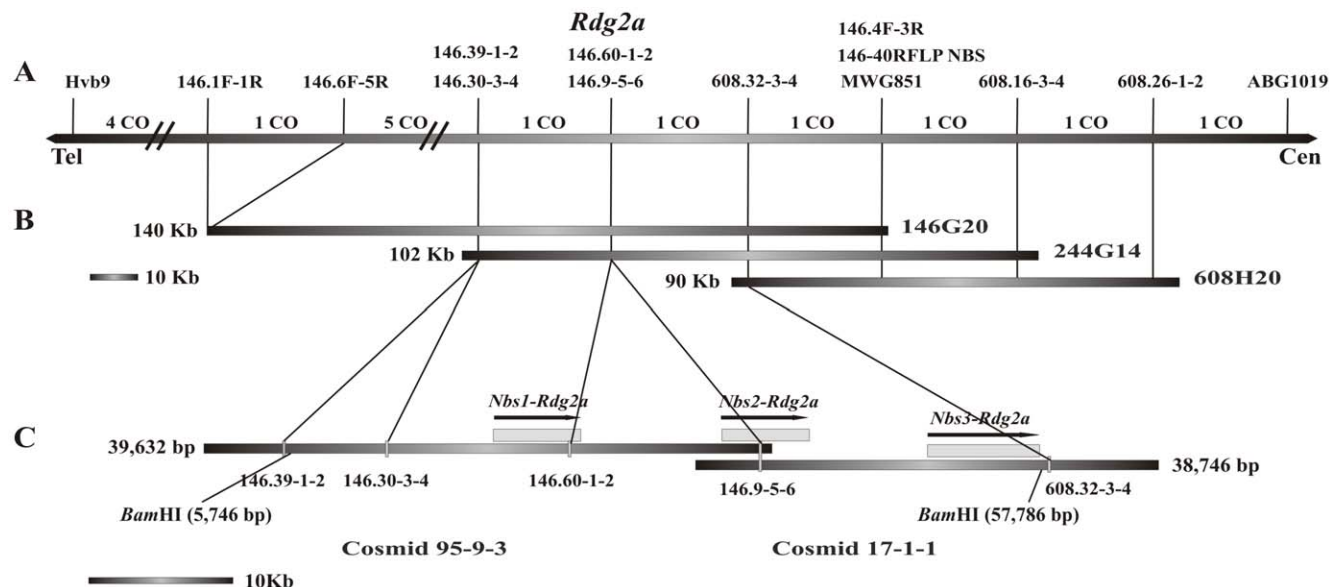 Rdg2a
146.4F-3R
146.39-1-2 146.60-1-2 146-40RFLP NBS
A Hvb9 146.1F-1R 146.6F-5R 146.30-3-4 146.9-5-6 608.32-3-4 MWG851 608.16-3-4 608.26-1-2 ABG1019
4 CO 1 CO 5 CO 1 CO 1 CO 1 CO 1 CO 1 CO 1 CO
Tel Cen
B 140 Kb 146G20
102 Kb 244G14
10 Kb 90 Kb 608H20
Nbs1-Rdg2a Nbs2-Rdg2a Nbs3-Rdg2a
C 39,632 bp 38,746 bp
146.39-1-2 146.30-3-4 146.60-1-2 146.9-5-6 608.32-3-4
BamHI (5,746 bp) BamHI (57,786 bp)
Cosmid 95-9-3 Cosmid 17-1-1
10Kb